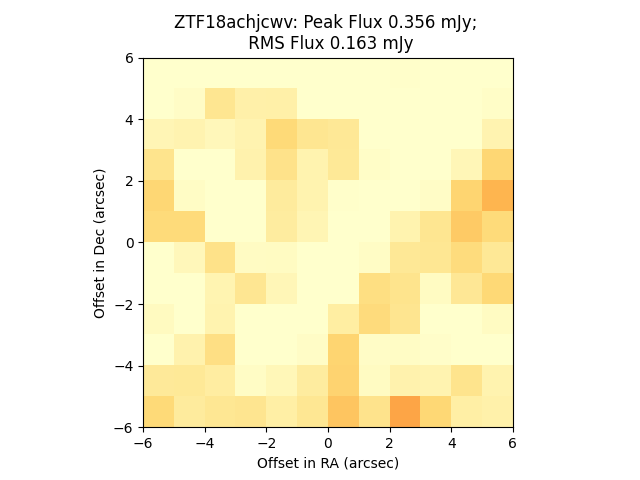 ZTF18achjcwv: Peak Flux 0.356 mJy;
RMS Flux 0.163 mJy
6
4
2
0
−2
−4
−6
Offset in Dec (arcsec)
−6 −4 −2 0 2 4 6
Offset in RA (arcsec)